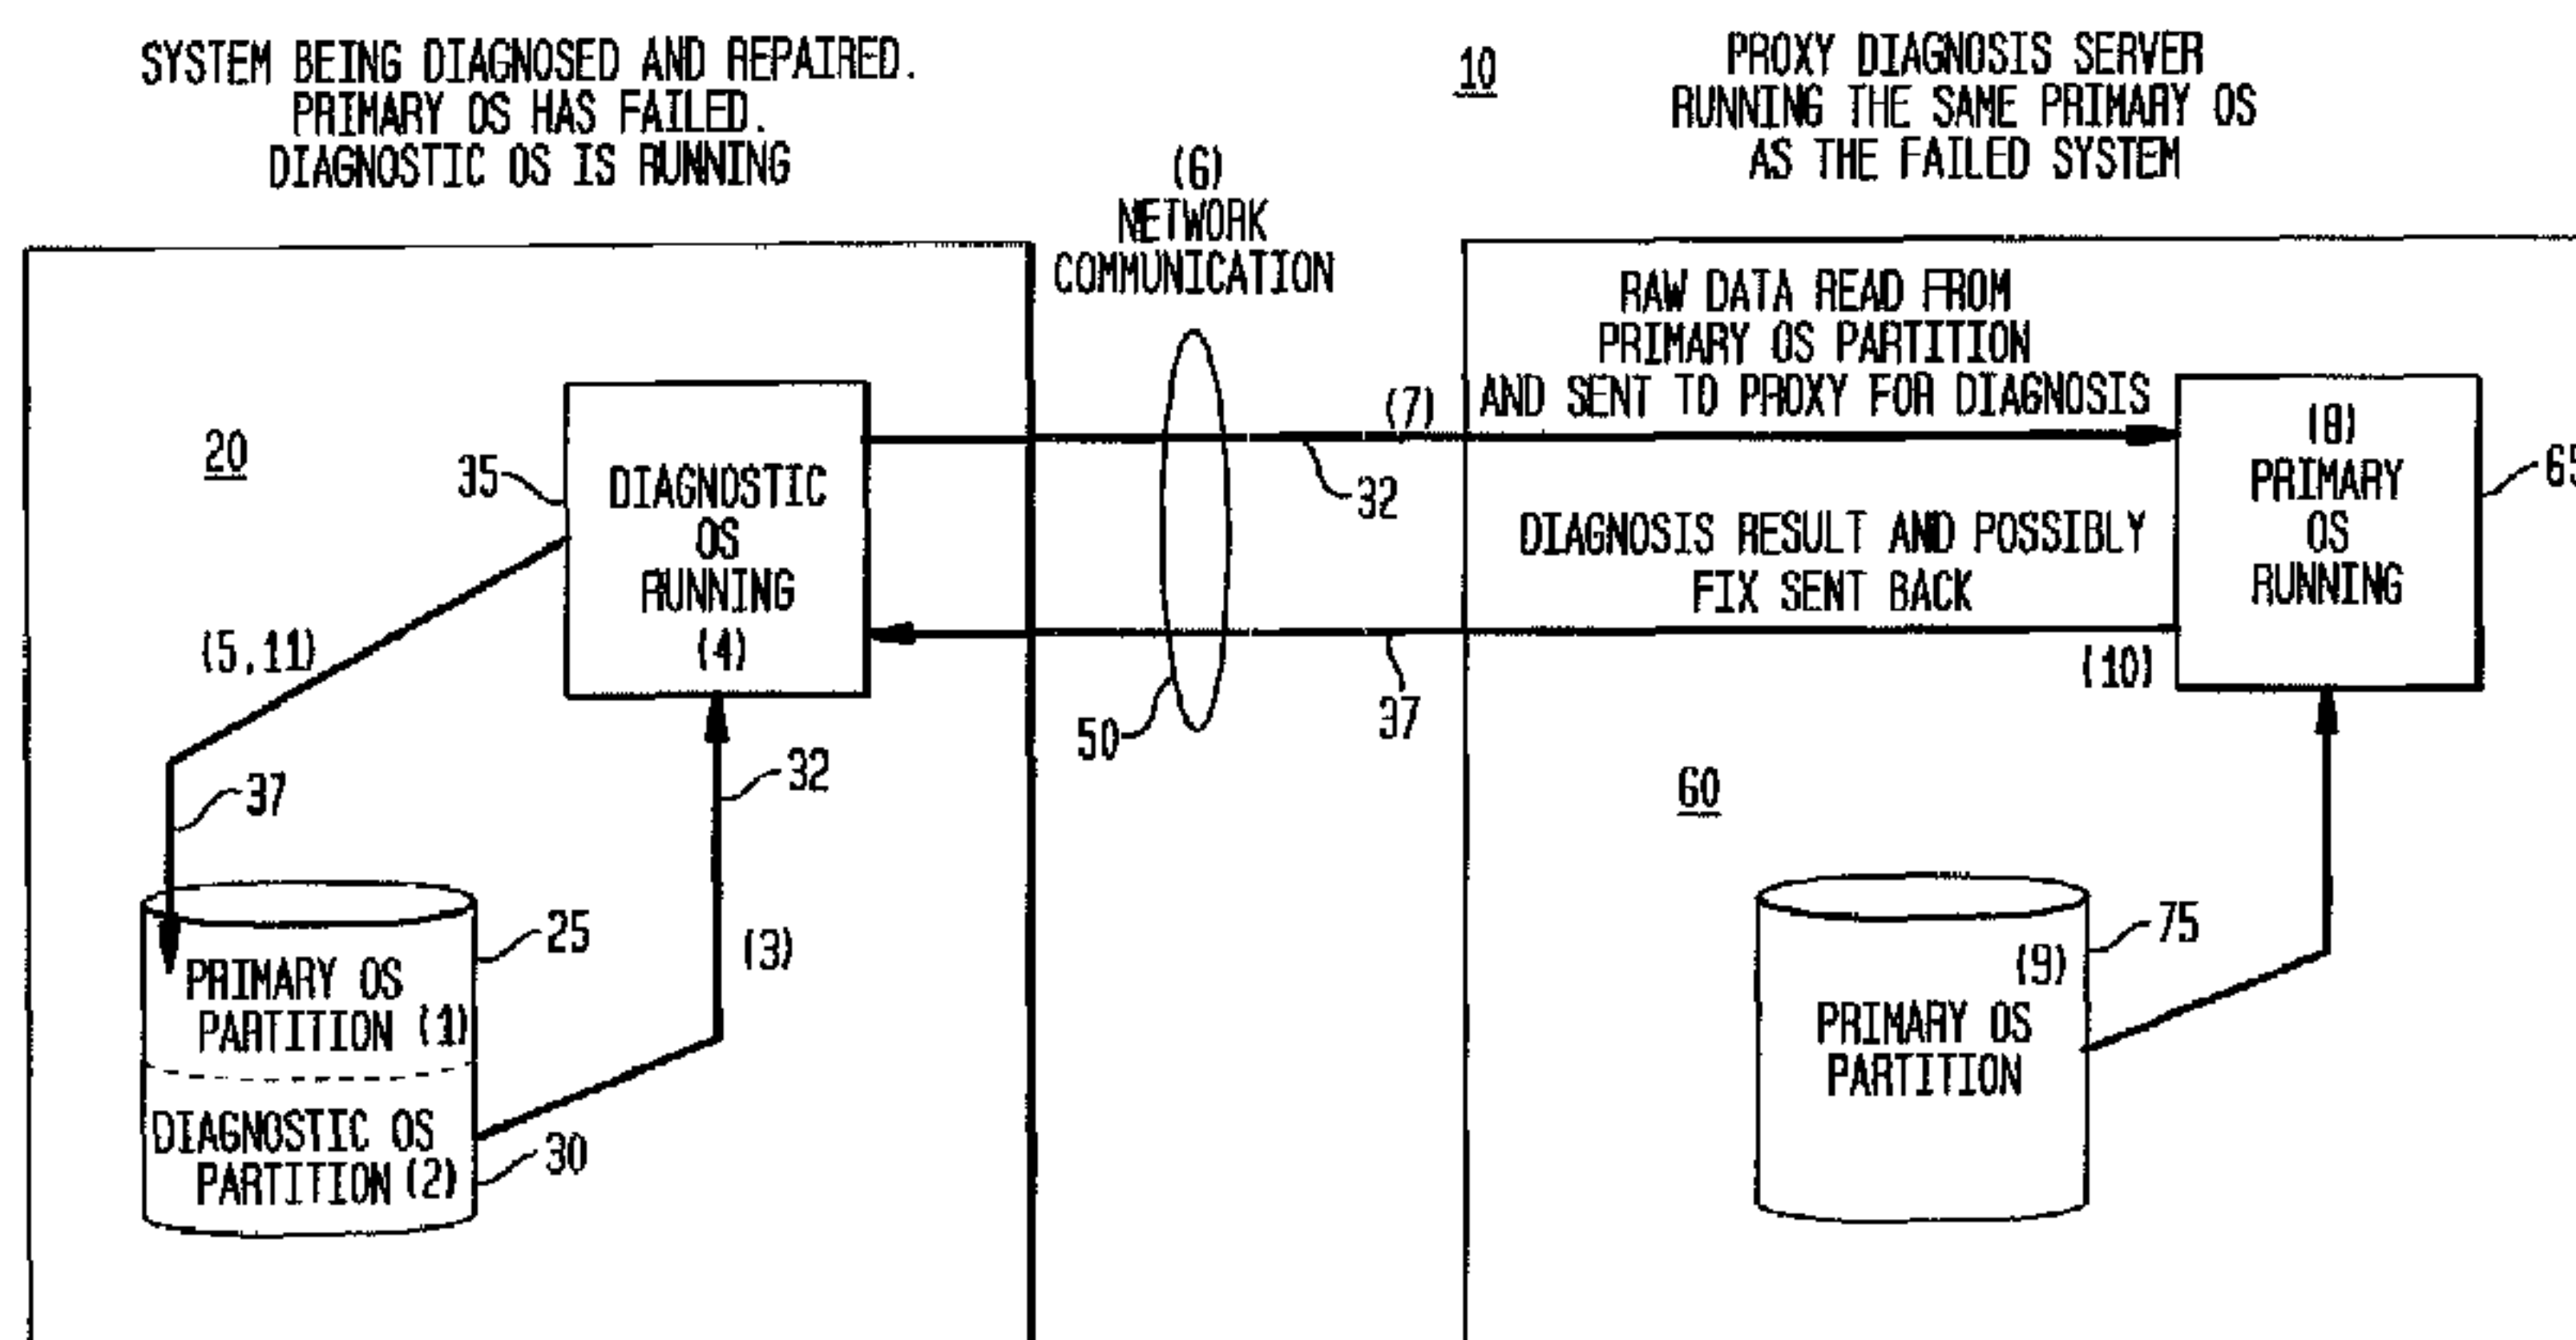 SYSTEM BEING DIAGNOSED AND REPAIRED.
PRIMARY OS HAS FAILED.
DIAGNOSTIC OS IS RUNNING
10
PROXY DIAGNOSIS SERVER
RUNNING THE SAME PRIMARY OS
AS THE FAILED SYSTEM
(6)
NETWORK
COMMUNICATION
20
35
DIAGNOSTIC
OS
RUNNING
(4)
(5,11)
37
32
(3)
25
PRIMARY OS
PARTITION (1)
DIAGNOSTIC OS
PARTITION (2)
30
50
(7)
32
37
RAW DATA READ FROM
PRIMARY OS PARTITION
AND SENT TO PROXY FOR DIAGNOSIS
DIAGNOSIS RESULT AND POSSIBLY
FIX SENT BACK
(10)
(8)
PRIMARY
OS
RUNNING
65
60
75
(9)
PRIMARY OS
PARTITION